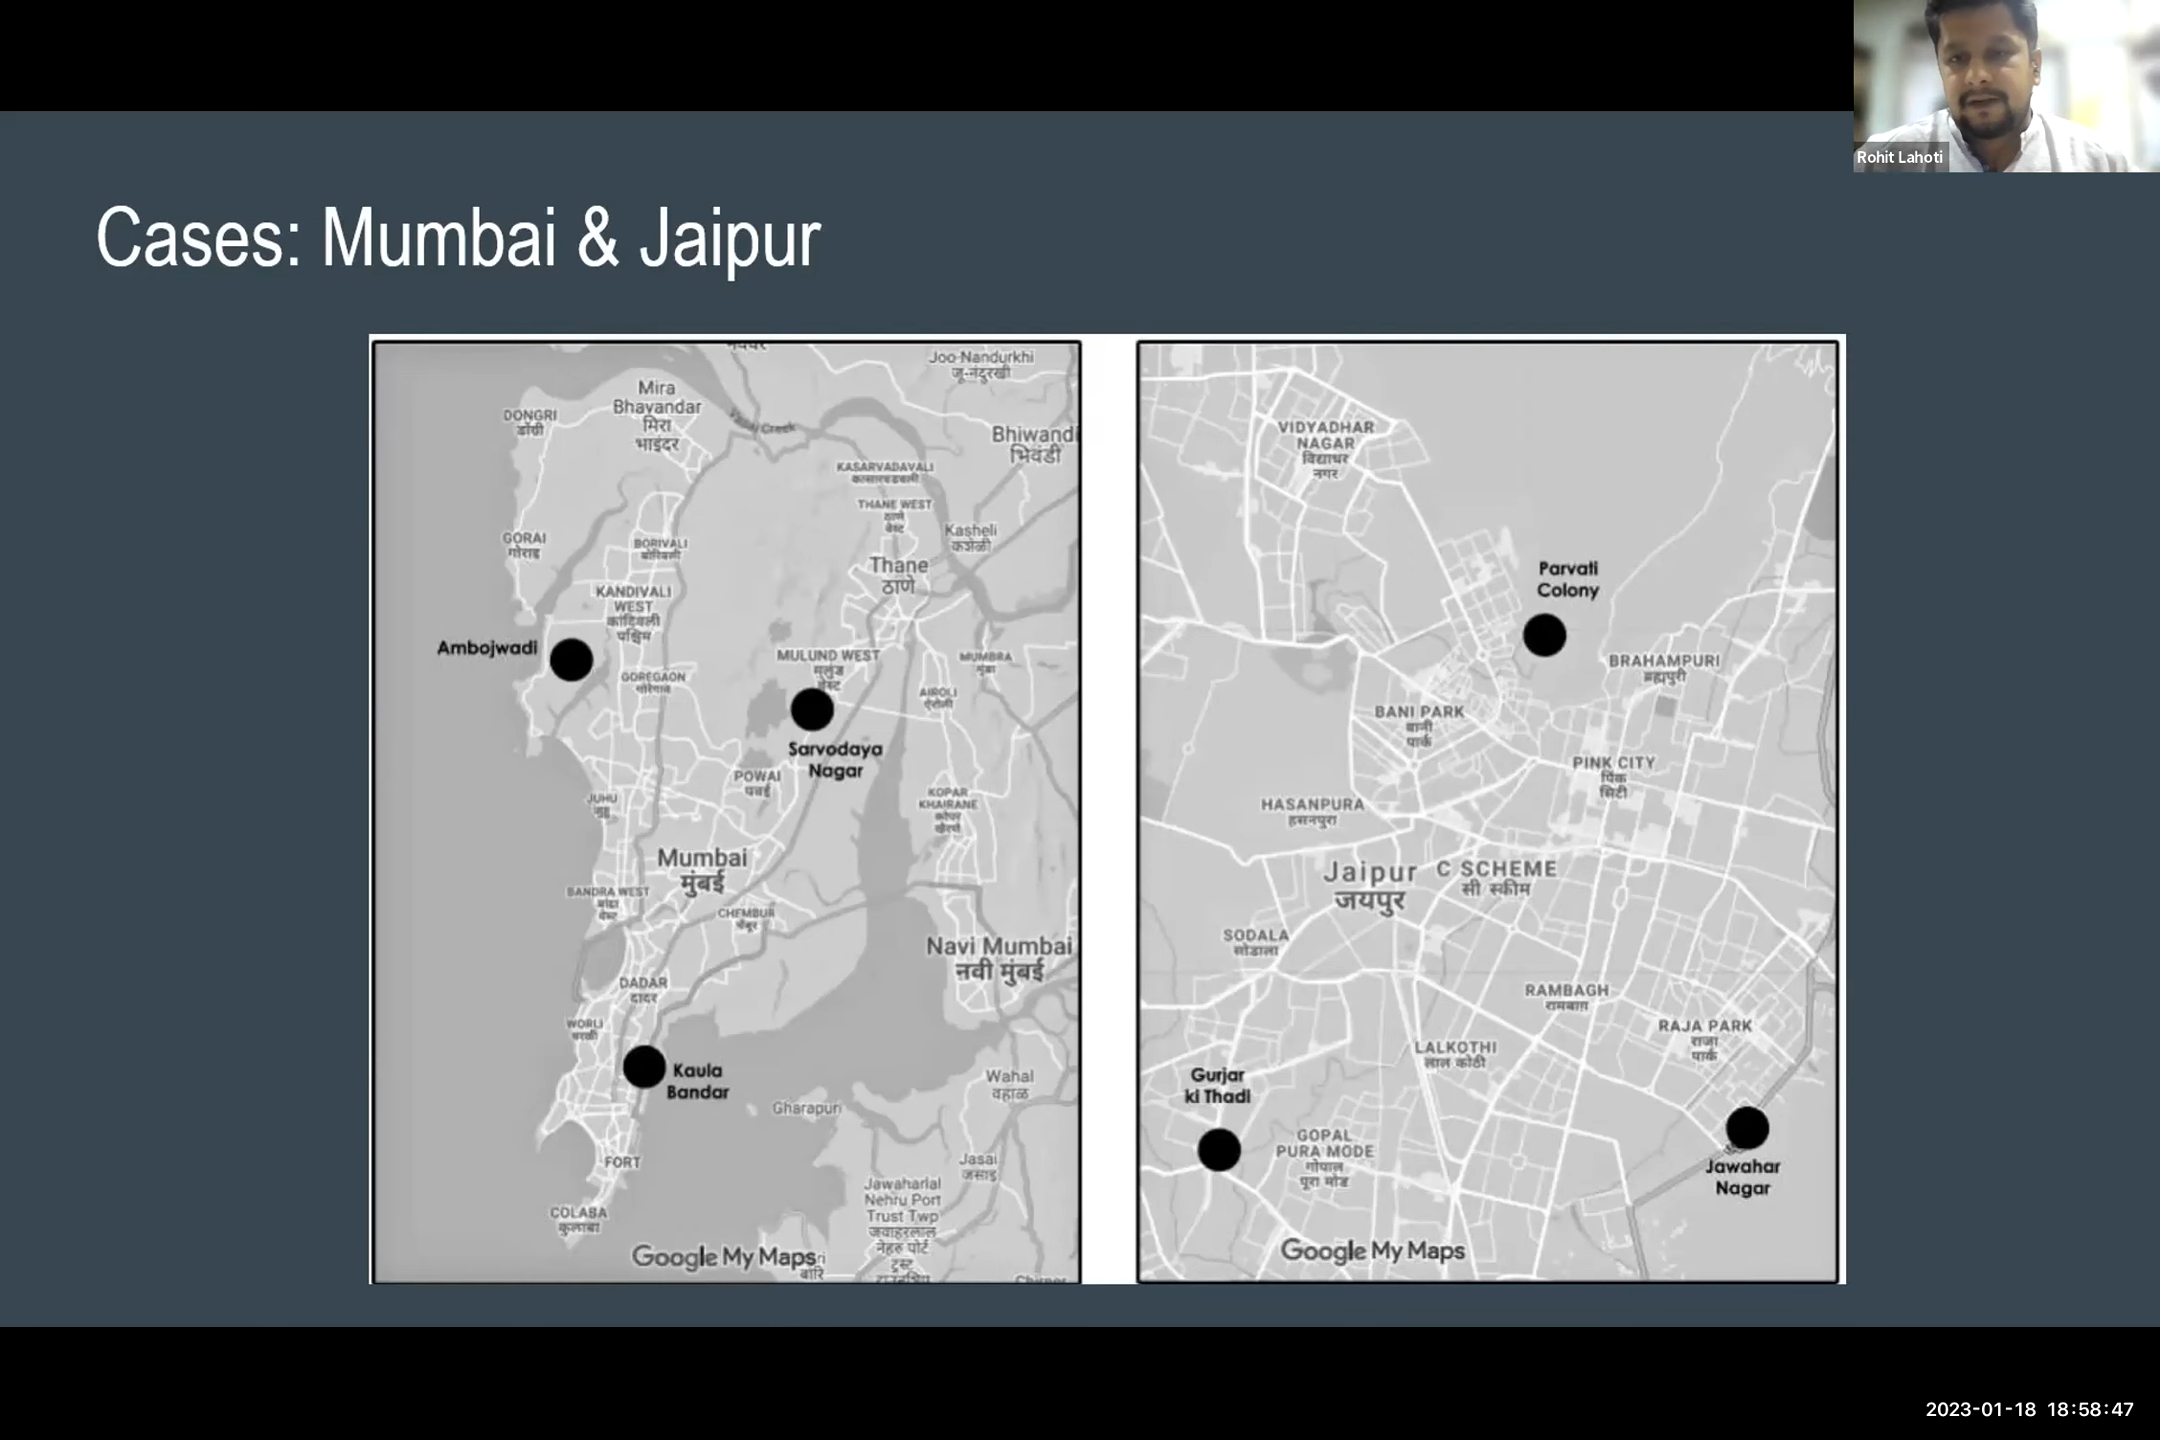 Rohit Lahoti
Cases: Mumbai & Jaipur
Joo Nandurkhi
जू-नंदुरखी
Mira
Bhayandar
मिरा
भाइंदर
DONGRI
डोंगरी
Vasai Creek
Bhiwandi
भिवंडी
KASARVADAVALI
कासारवडवली
THANE WEST
ठाणे
वेस्ट
Kasheli
कशेळी
GORAI
गोराइ
BORIVALI
बोरिवली
Thane
ठाणे
KANDIVALI
WEST
कांदिवली
पश्चिम
Ambojwadi
MULUND WEST
मुलुंड
वेस्ट
MUMBRA
मुंब्रा
GOREGAON
गोरेगाव
AIROLI
ऐरोली
Sarvodaya
Nagar
POWAI
पवई
JUHU
जुहू
KOPAR
KHAIRANE
कोपर
खैरणे
Mumbai
मुंबई
BANDRA WEST
बांद्रा
वेस्ट
CHEMBUR
चेंबूर
Navi Mumbai
नवी मुंबई
DADAR
दादर
WORLI
वरळी
Kaula
Bandar
Wahal
वहाळ
Gharapuri
FORT
Jasai
जसाई
Jawaharlal
Nehru Port
Trust Twp
जवाहरलाल
नेहरु पोर्ट
ट्रस्ट
COLABA
कुलाबा
Google My Maps
VIDYADHAR
NAGAR
विद्याधर
नगर
Parvati
Colony
BRAHAMPURI
ब्रह्मपुरी
BANI PARK
बानी
पार्क
PINK CITY
पिंक
सिटी
HASANPURA
हसनपुरा
Jaipur
जयपुर
C SCHEME
सी स्कीम
SODALA
सोडाला
RAMBAGH
रामबाग़
RAJA PARK
राजा
पार्क
LALKOTHI
लाल कोठी
Gurjar
ki Thadi
GOPAL
PURA MODE
गोपाल
पूरा मोड
Jawahar
Nagar
Google My Maps
2023-01-18 18:58:47